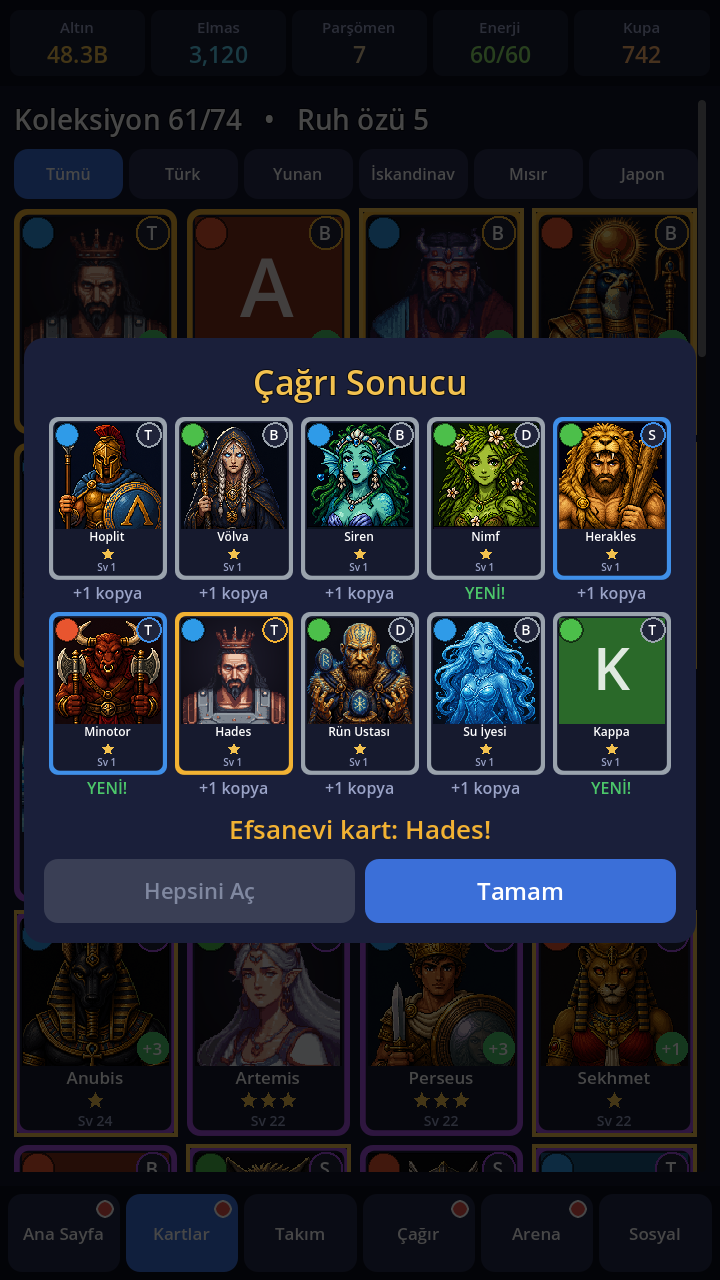 Altın Elmas Parşömen Enerji Kupa
48.3B 3,120 7 60/60 742
Koleksiyon 61/74 • Ruh özü 5
Tümü Türk Yunan İskandinav Mısır Japon
T B B B
A
Çağrı Sonucu
T B B D S
Hoplit Völva Siren Nimf Herakles
Sv 1 Sv 1 Sv 1 Sv 1 Sv 1
+1 kopya +1 kopya +1 kopya YENİ! +1 kopya
T T D B T
K
Minotor Hades Rün Ustası Su İyesi Kappa
Sv 1 Sv 1 Sv 1 Sv 1 Sv 1
YENİ! +1 kopya +1 kopya +1 kopya YENİ!
Efsanevi kart: Hades!
Hepsini Aç Tamam
+3 +3 +1
Anubis Artemis Perseus Sekhmet
Sv 24 Sv 22 Sv 22 Sv 22
B S S T
Ana Sayfa Kartlar Takım Çağır Arena Sosyal